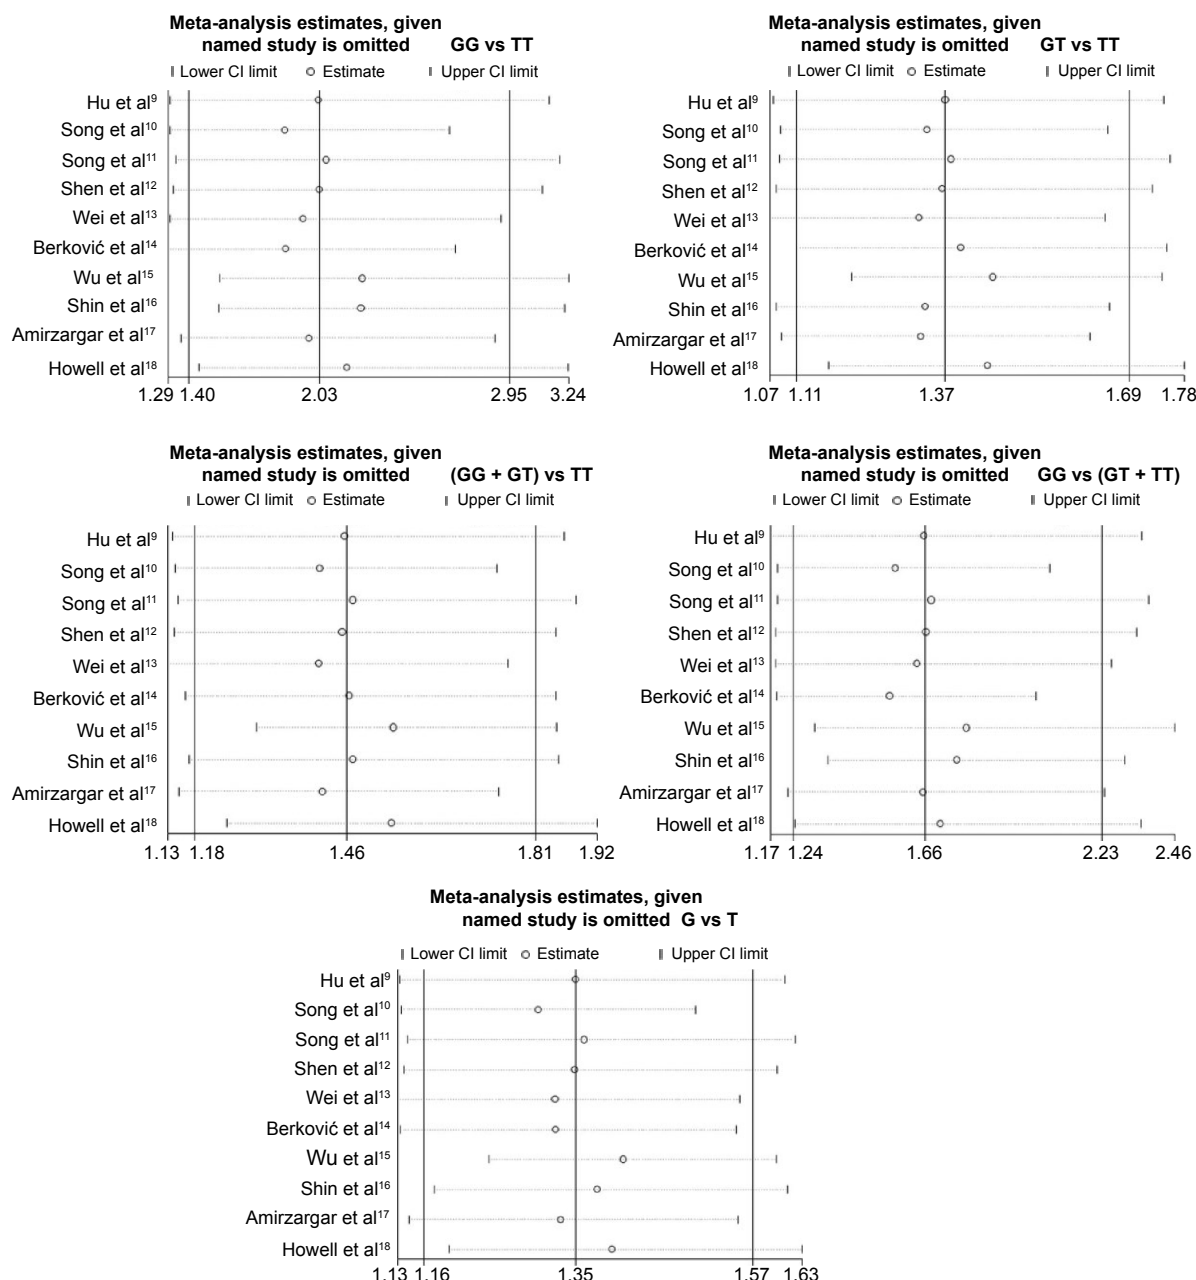 Meta-analysis estimates, given
named study is omitted GG vs TT
Lower CI limit Estimate Upper CI limit
Hu et al⁹
Song et al¹⁰
Song et al¹¹
Shen et al¹²
Wei et al¹³
Berković et al¹⁴
Wu et al¹⁵
Shin et al¹⁶
Amirzargar et al¹⁷
Howell et al¹⁸
1.29 1.40 2.03 2.95 3.24
Meta-analysis estimates, given
named study is omitted GT vs TT
Lower CI limit Estimate Upper CI limit
Hu et al⁹
Song et al¹⁰
Song et al¹¹
Shen et al¹²
Wei et al¹³
Berković et al¹⁴
Wu et al¹⁵
Shin et al¹⁶
Amirzargar et al¹⁷
Howell et al¹⁸
1.07 1.11 1.37 1.69 1.78
Meta-analysis estimates, given
named study is omitted (GG + GT) vs TT
Lower CI limit Estimate Upper CI limit
Hu et al⁹
Song et al¹⁰
Song et al¹¹
Shen et al¹²
Wei et al¹³
Berković et al¹⁴
Wu et al¹⁵
Shin et al¹⁶
Amirzargar et al¹⁷
Howell et al¹⁸
1.13 1.18 1.46 1.81 1.92
Meta-analysis estimates, given
named study is omitted GG vs (GT + TT)
Lower CI limit Estimate Upper CI limit
Hu et al⁹
Song et al¹⁰
Song et al¹¹
Shen et al¹²
Wei et al¹³
Berković et al¹⁴
Wu et al¹⁵
Shin et al¹⁶
Amirzargar et al¹⁷
Howell et al¹⁸
1.17 1.24 1.66 2.23 2.46
Meta-analysis estimates, given
named study is omitted G vs T
Lower CI limit Estimate Upper CI limit
Hu et al⁹
Song et al¹⁰
Song et al¹¹
Shen et al¹²
Wei et al¹³
Berković et al¹⁴
Wu et al¹⁵
Shin et al¹⁶
Amirzargar et al¹⁷
Howell et al¹⁸
1.13 1.16 1.35 1.57 1.63